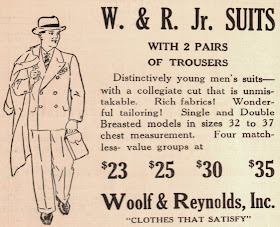 W. & R. Jr. SUITS
WITH 2 PAIRS
OF TROUSERS
Distinctively young men's suits—
with a collegiate cut that is unmis-
takable. Rich fabrics! Wonder-
ful tailoring! Single and Double
Breasted models in sizes 32 to 37
chest measurement. Four match-
less- value groups at
$23 $25 $30 $35
Woolf & Reynolds, Inc.
"CLOTHES THAT SATISFY"